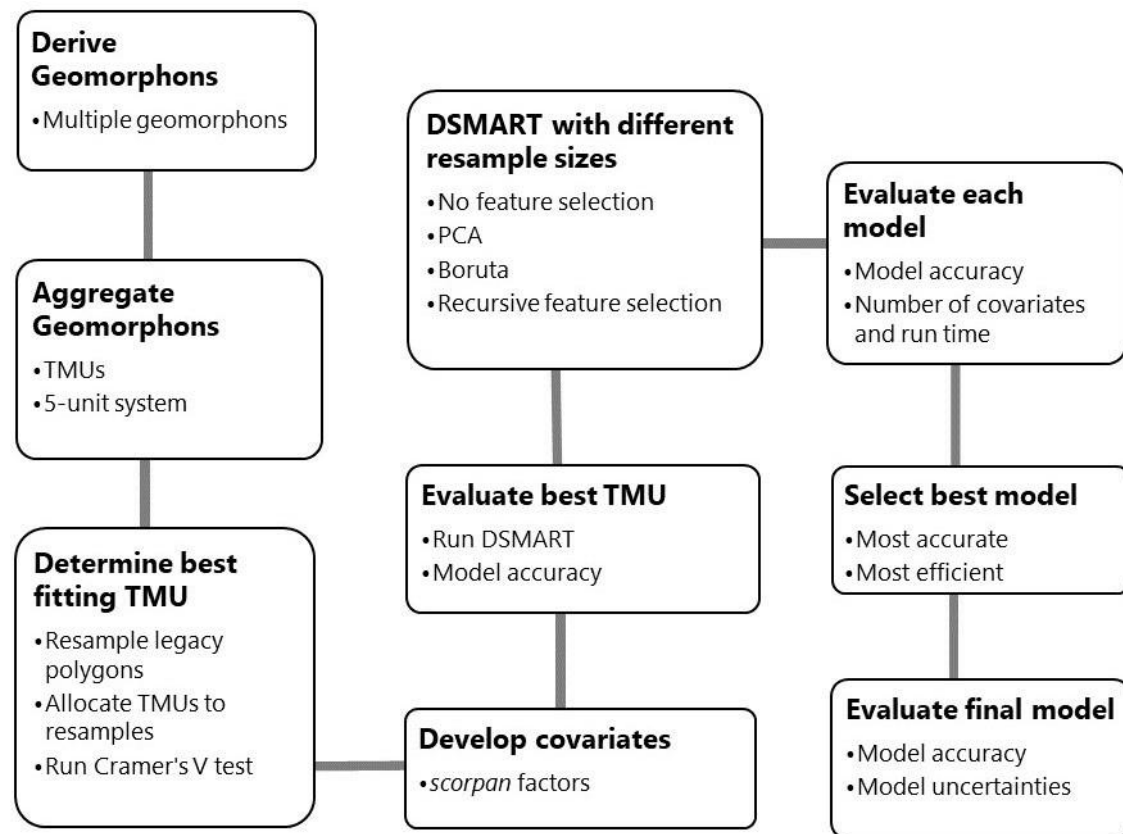 Derive
Geomorphons
•Multiple geomorphons
Aggregate
Geomorphons
•TMUs
•5-unit system
Determine best
fitting TMU
•Resample legacy
polygons
•Allocate TMUs to
resamples
•Run Cramer's V test
Develop covariates
•scorpan factors
Evaluate best TMU
•Run DSMART
•Model accuracy
DSMART with different
resample sizes
•No feature selection
•PCA
•Boruta
•Recursive feature selection
Evaluate each
model
•Model accuracy
•Number of covariates
and run time
Select best model
•Most accurate
•Most efficient
Evaluate final model
•Model accuracy
•Model uncertainties